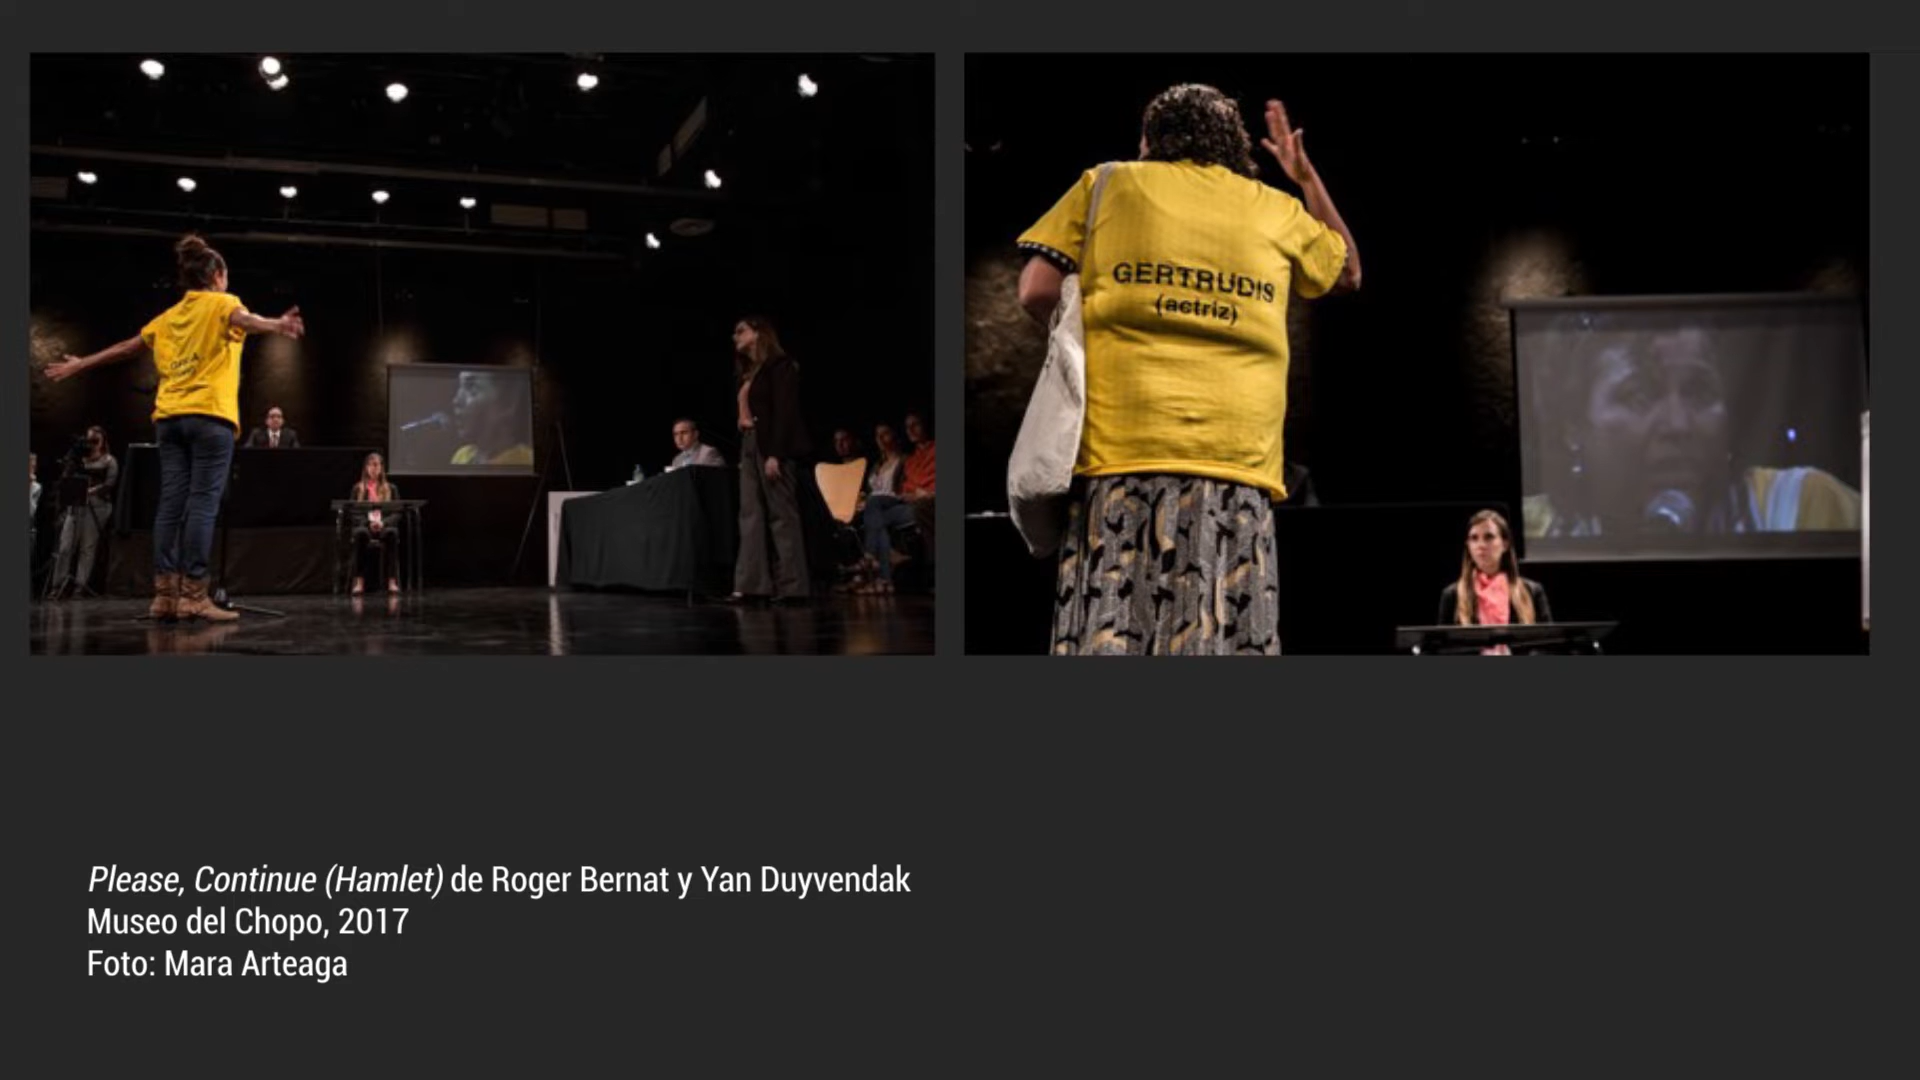 GERTRUDIS
(actriz)
Please, Continue (Hamlet) de Roger Bernat y Yan Duyvendak
Museo del Chopo, 2017
Foto: Mara Arteaga